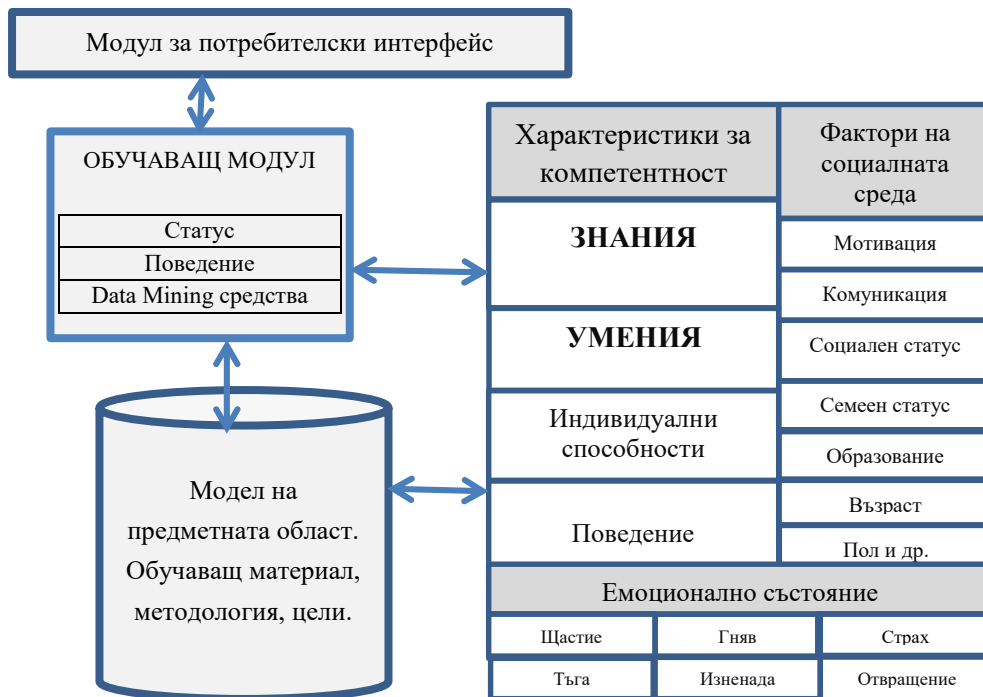 Модул за потребителски интерфейс
ОБУЧАВАЩ МОДУЛ
Статус
Поведение
Data Mining средства
Модел на
предметната област.
Обучаващ материал,
методология, цели.
Характеристики за
компетентност
ЗНАНИЯ
УМЕНИЯ
Индивидуални
способности
Поведение
Фактори на
социалната
среда
Мотивация
Комуникация
Социален статус
Семеен статус
Образование
Възраст
Пол и др.
Емоционално състояние
Щастие
Гняв
Страх
Тъга
Изненада
Отвращение